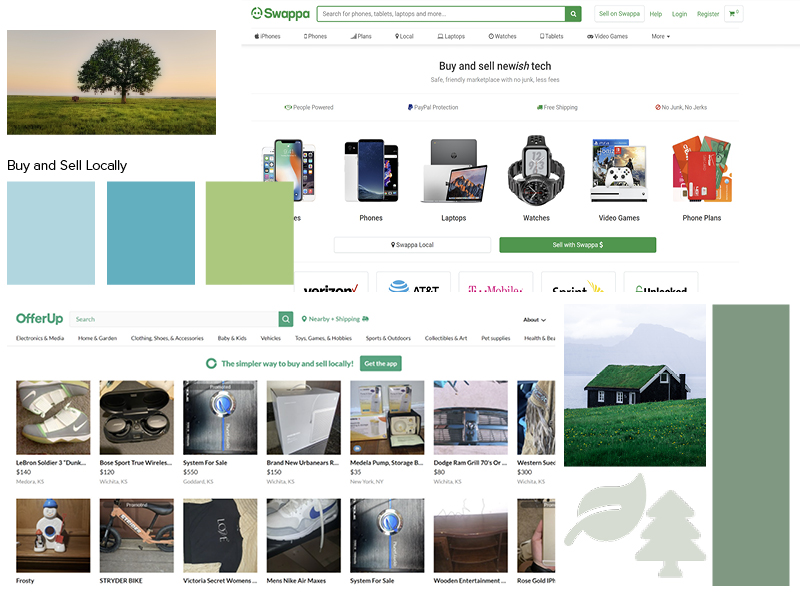 Swappa
Search for phones, tablets, laptops and more...
Sell on Swappa
Help
Login
Register
iPhones
Phones
Plans
Local
Laptops
Watches
Tablets
Video Games
More
Buy and sell newish tech
Safe, friendly marketplace with no junk, less fees
People Powered
PayPal Protection
Free Shipping
No Junk, No Jerks
Buy and Sell Locally
es
Phones
Laptops
Watches
Video Games
Phone Plans
Swappa Local
Sell with Swappa $
verizon
AT&T
T Mobile
Sprint
Unlocked
OfferUp
Search
Nearby + Shipping
About
Electronics & Media
Home & Garden
Clothing, Shoes, & Accessories
Baby & Kids
Vehicles
Toys, Games, & Hobbies
Sports & Outdoors
Collectibles & Art
Pet supplies
Health & Bea
The simpler way to buy and sell locally!
Get the app
Promoted
LeBron Soldier 3 "Dunk...
$140
Medora, KS
Bose Sport True Wireles...
$120
Wichita, KS
System For Sale
$550
Goddard, KS
Brand New Urbanears R...
$150
Wichita, KS
Medela Pump, Storage B...
$35
New York, NY
Dodge Ram Grill 70's Or ...
$80
Wichita, KS
Western Sued
$300
Wichita, KS
Promoted
LOVE
Frosty
STRYDER BIKE
Victoria Secret Womens ...
Mens Nike Air Maxes
System For Sale
Wooden Entertainment ...
Rose Gold IPh